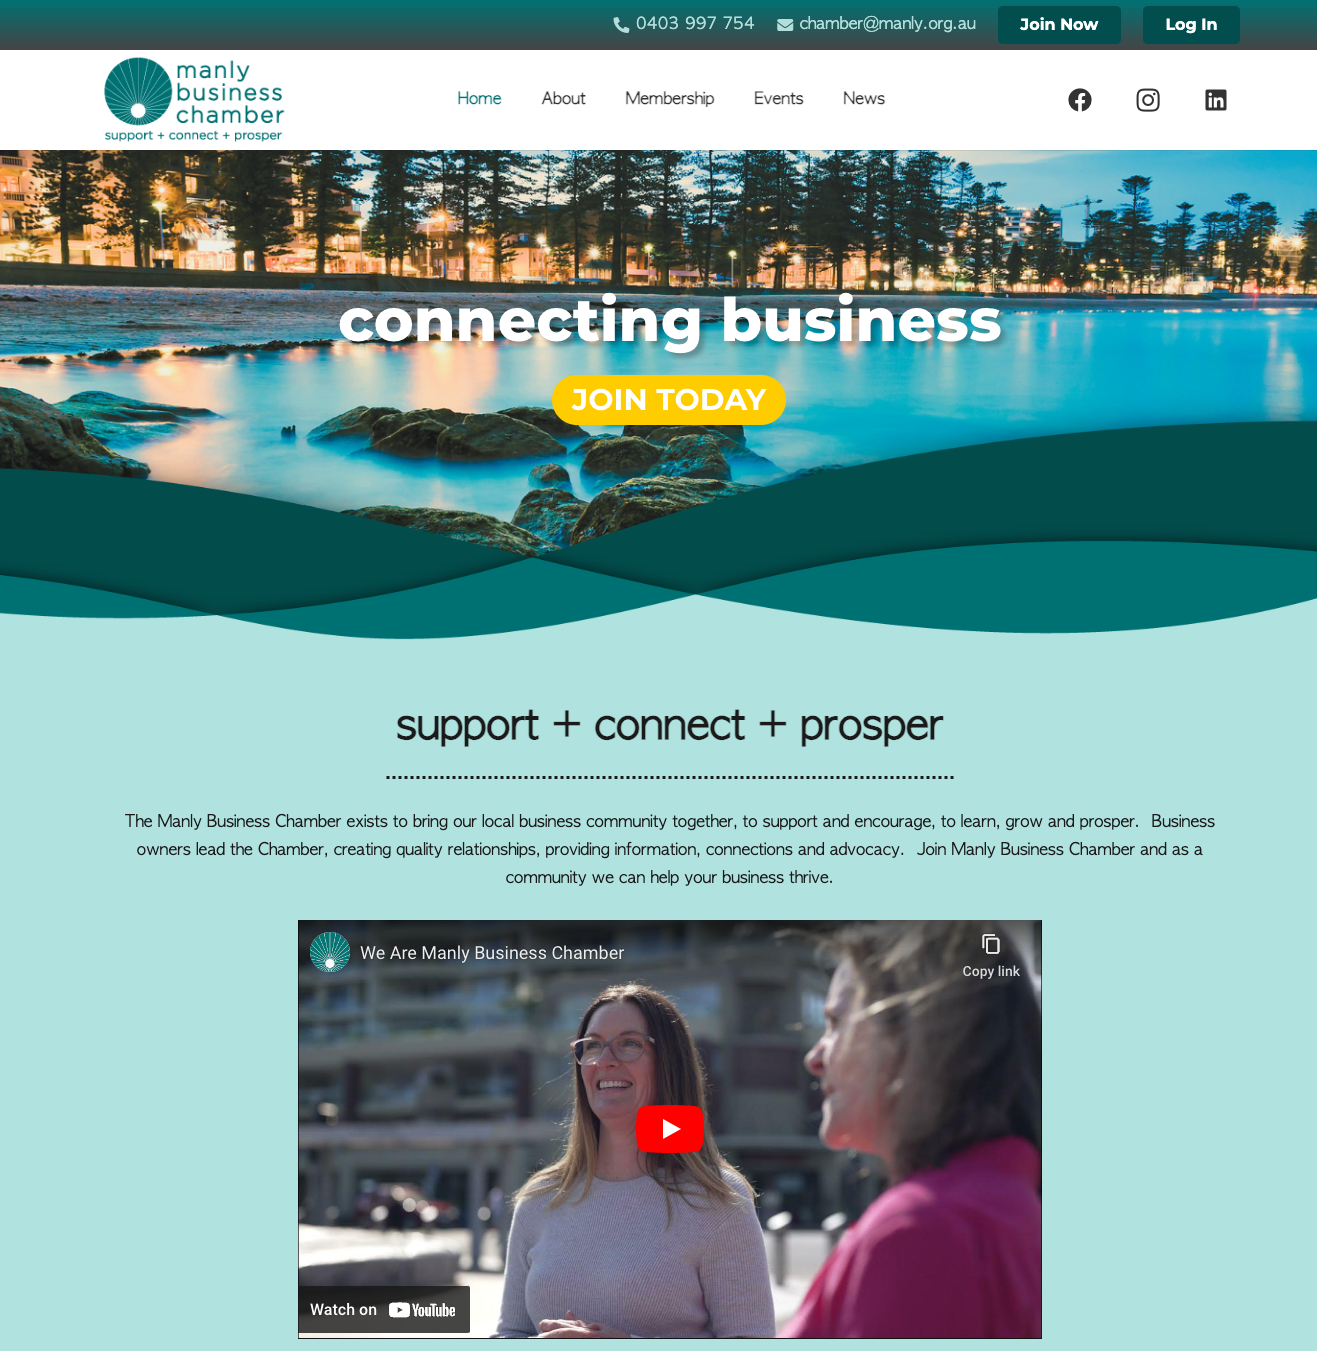 0403 997 754 chamber@manly.org.au Join Now Log In
manly
business
chamber
support + connect + prosper
Home About Membership Events News
connecting business
JOIN TODAY
support + connect + prosper
The Manly Business Chamber exists to bring our local business community together, to support and encourage, to learn, grow and prosper. Business
owners lead the Chamber, creating quality relationships, providing information, connections and advocacy. Join Manly Business Chamber and as a
community we can help your business thrive.
We Are Manly Business Chamber
Copy link
Watch on YouTube